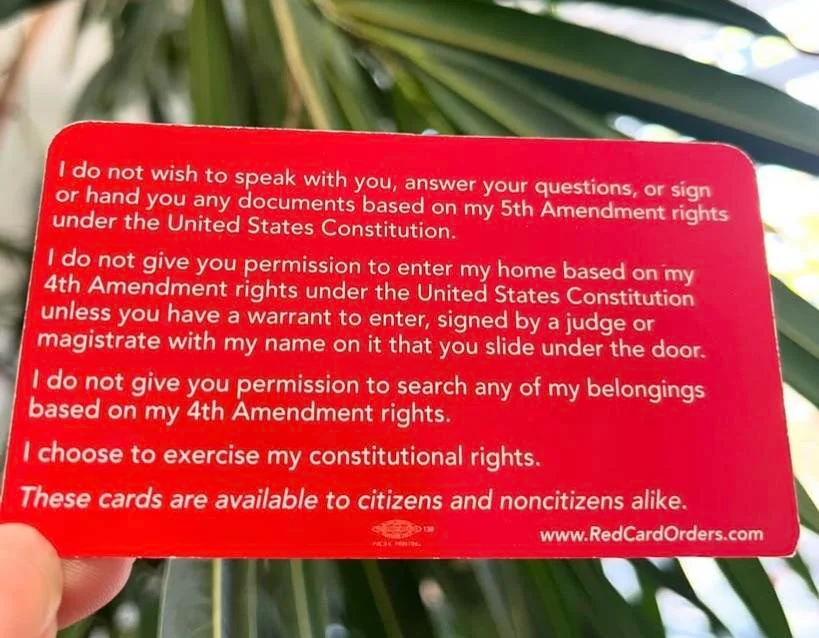 I do not wish to speak with you, answer your questions, or sign
or hand you any documents based on my 5th Amendment rights
under the United States Constitution.
I do not give you permission to enter my home based on my
4th Amendment rights under the United States Constitution
unless you have a warrant to enter, signed by a judge or
magistrate with my name on it that you slide under the door.
I do not give you permission to search any of my belongings
based on my 4th Amendment rights.
I choose to exercise my constitutional rights.
These cards are available to citizens and noncitizens alike.
www.RedCardOrders.com